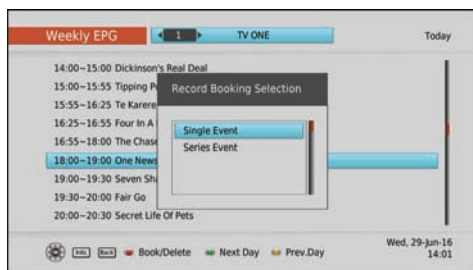 Weekly EPG 1 TV ONE Today
14:00~15:00 Dickinson's Real Deal
15:00~15:55 Tipping
15:55~16:25 Te Karere
16:25~16:55 Four In A
16:55~18:00 The Chase
18:00~19:00 One News
19:00~19:30 Seven
19:30~20:00 Fair Go
20:00~20:30 Secret Life Of Pets
Record Booking Selection
Single Event
Series Event
Info Back Book/Delete Next Day Prev.Day
Wed, 29-Jun-16
14:01